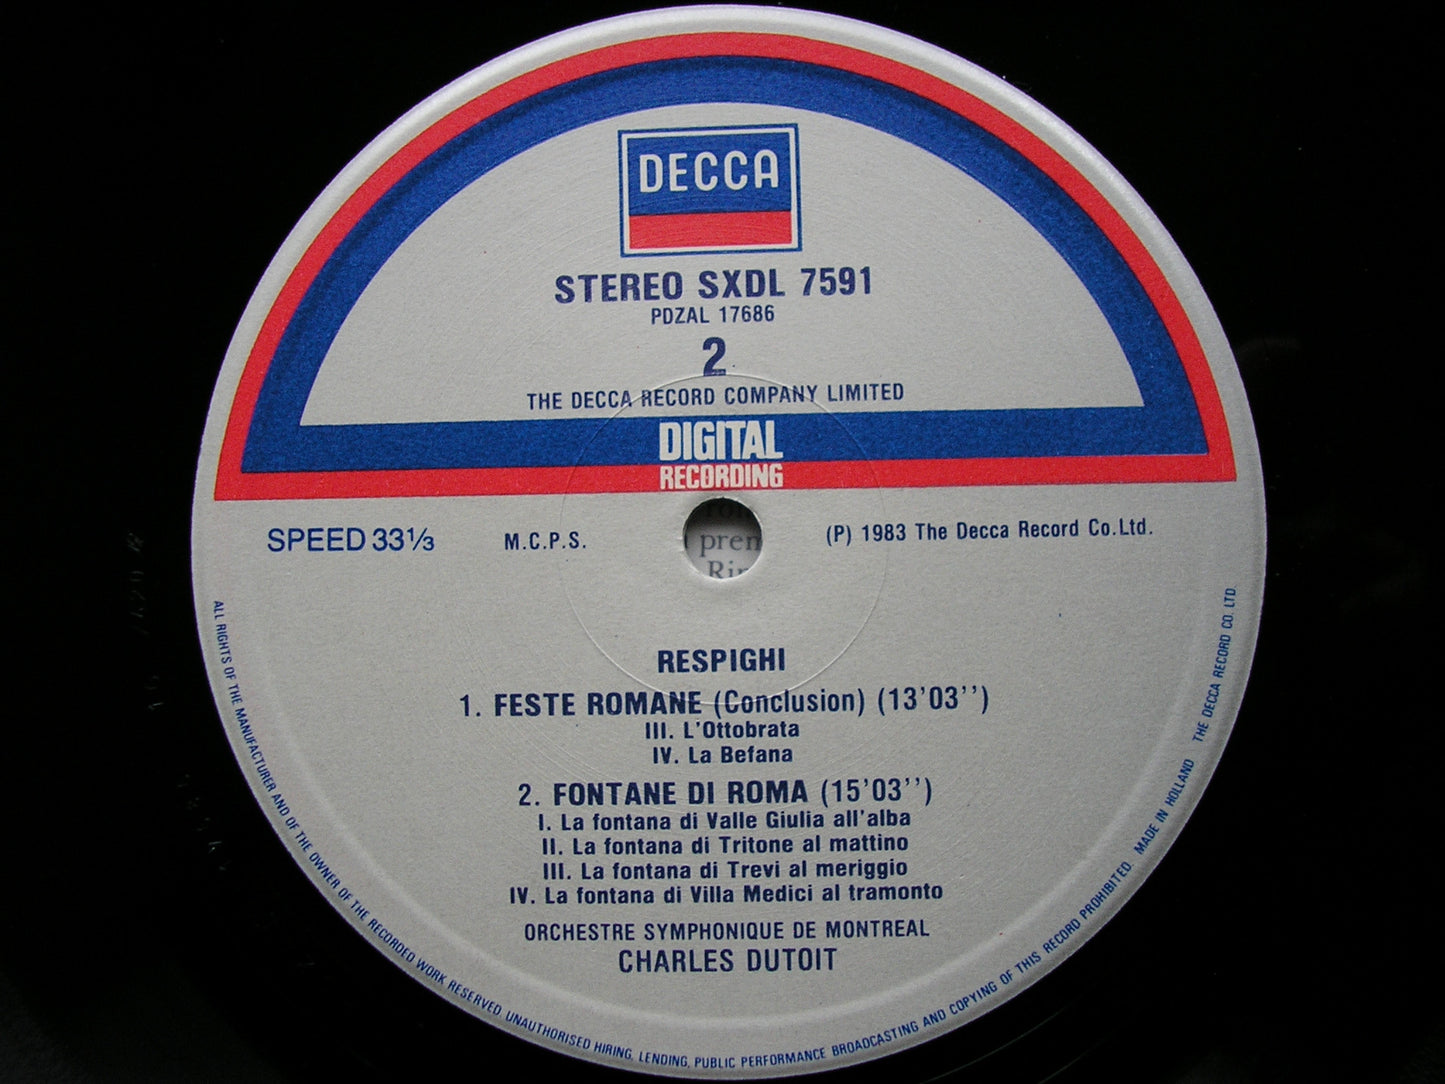 DECCA
STEREO SXDL 7591
PDZAL 17686
2
THE DECCA RECORD COMPANY LIMITED
DIGITAL
RECORDING
SPEED 33⅓
M.C.P.S.
(P) 1983 The Decca Record Co.Ltd.
prem
RESPIGHI
1. FESTE ROMANE (Conclusion) (13'03'')
III. L'Ottobrata
IV. La Befana
2. FONTANE DI ROMA (15'03'')
I. La fontana di Valle Giulia all'alba
II. La fontana di Tritone al mattino
III. La fontana di Trevi al meriggio
IV. La fontana di Villa Medici al tramonto
ORCHESTRE SYMPHONIQUE DE MONTREAL
CHARLES DUTOIT
ALL RIGHTS OF THE MANUFACTURER AND OF THE OWNER OF THE RECORDED WORK RESERVED. UNAUTHORISED HIRING, LENDING, PUBLIC PERFORMANCE BROADCASTING AND COPYING OF THIS RECORD PROHIBITED. MADE IN HOLLAND THE DECCA RECORD CO. LTD.